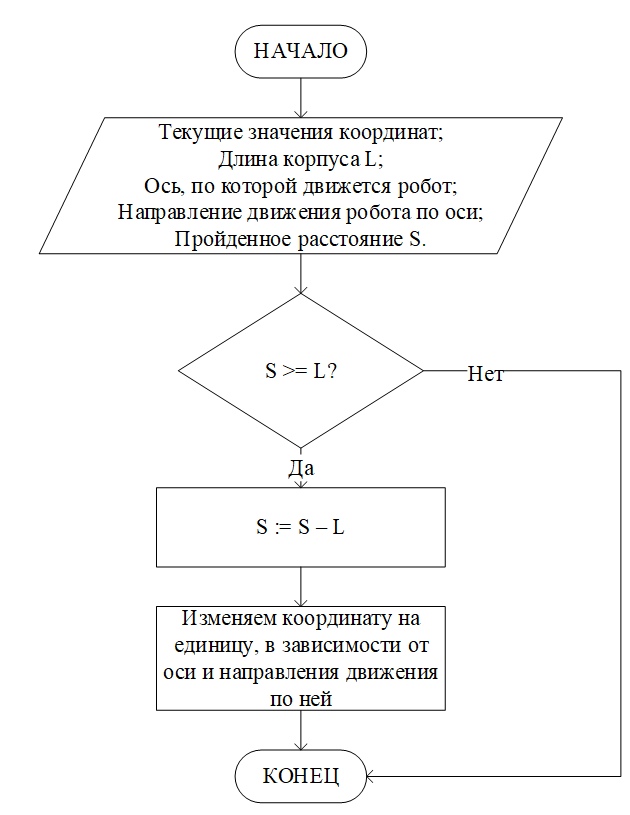 НАЧАЛО
Текущие значения координат;
Длина корпуса L;
Ось, по которой движется робот;
Направление движения робота по оси;
Пройденное расстояние S.
S >= L?
Нет
Да
S := S – L
Изменяем координату на
единицу, в зависимости от
оси и направления движения
по ней
КОНЕЦ